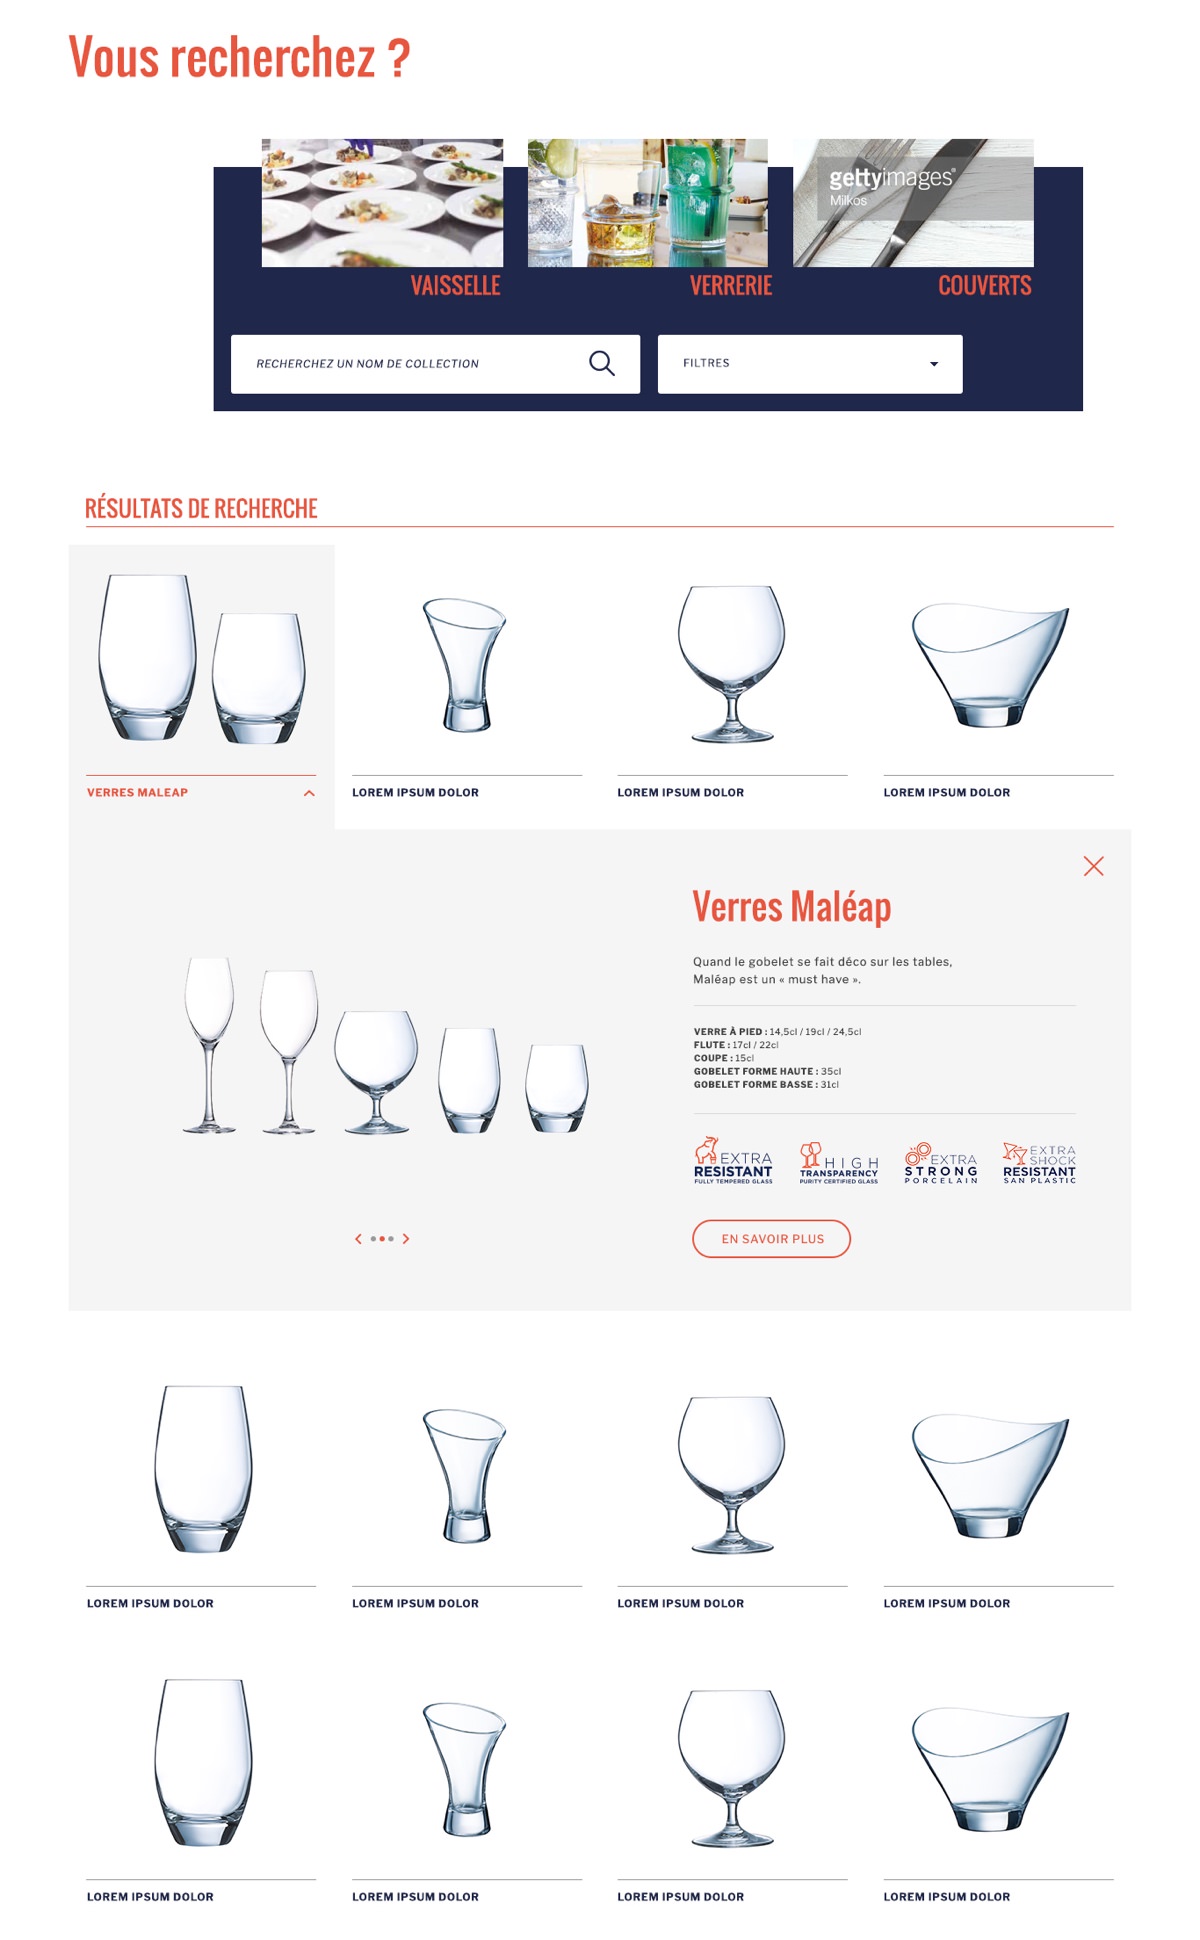 Vous recherchez ?
gettyimages®
Milkos
VAISSELLE
VERRERIE
COUVERTS
RECHERCHEZ UN NOM DE COLLECTION
FILTRES
RÉSULTATS DE RECHERCHE
VERRES MALEAP
LOREM IPSUM DOLOR
LOREM IPSUM DOLOR
LOREM IPSUM DOLOR
Verres Maléap
Quand le gobelet se fait déco sur les tables,
Maléap est un « must have ».
VERRE À PIED : 14,5cl / 19cl / 24,5cl
FLUTE : 17cl / 22cl
COUPE : 15cl
GOBELET FORME HAUTE : 35cl
GOBELET FORME BASSE : 31cl
EXTRA
RESISTANT
FULLY TEMPERED GLASS
HIGH
TRANSPARENCY
PURITY CERTIFIED GLASS
EXTRA
STRONG
PORCELAIN
EXTRA
SHOCK
RESISTANT
SAN PLASTIC
EN SAVOIR PLUS
LOREM IPSUM DOLOR
LOREM IPSUM DOLOR
LOREM IPSUM DOLOR
LOREM IPSUM DOLOR
LOREM IPSUM DOLOR
LOREM IPSUM DOLOR
LOREM IPSUM DOLOR
LOREM IPSUM DOLOR